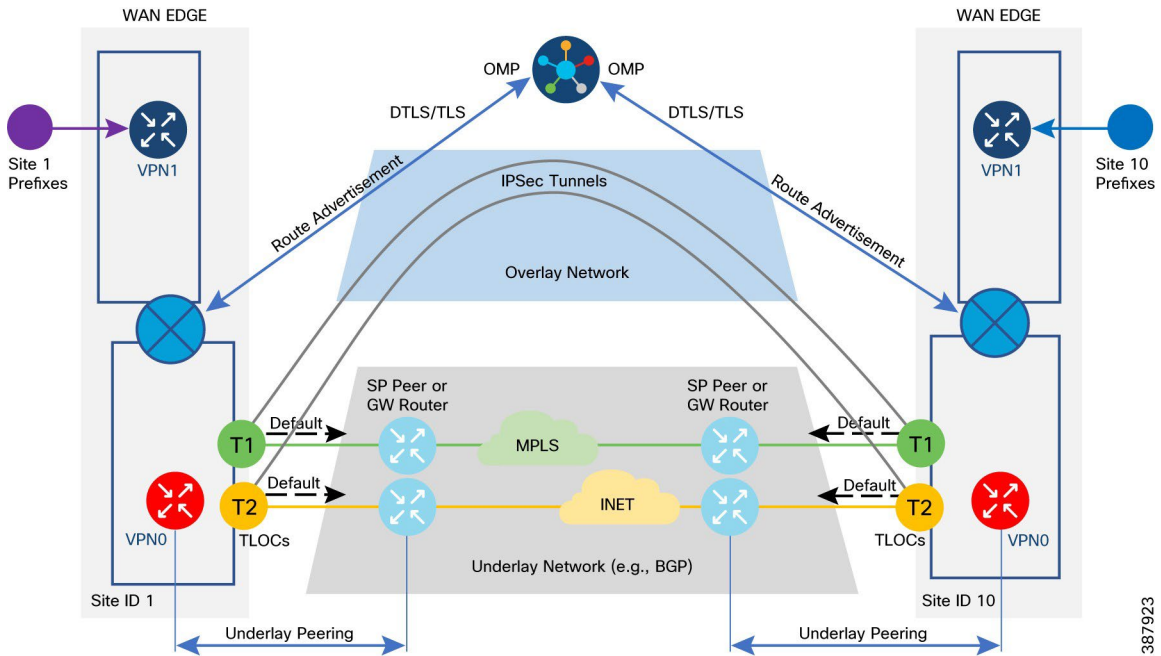 WAN EDGE
WAN EDGE
OMP
OMP
DTLS/TLS
DTLS/TLS
Site 1
Prefixes
VPN1
VPN1
Site 10
Prefixes
IPSec Tunnels
Route Advertisement
Route Advertisement
Overlay Network
SP Peer or
GW Router
SP Peer or
GW Router
T1
Default
MPLS
Default
T1
T2
Default
INET
Default
T2
VPN0
TLOCs
TLOCs
VPN0
Underlay Network (e.g., BGP)
Site ID 1
Site ID 10
Underlay Peering
Underlay Peering
387923